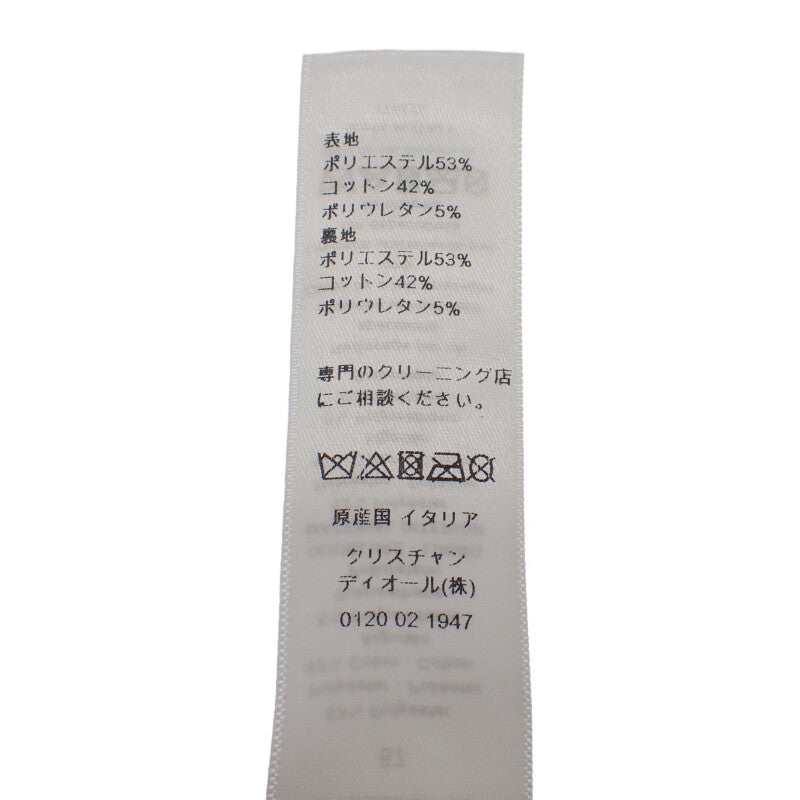 表地
ポリエステル53%
コットン42%
ポリウレタン5%
裏地
ポリエステル53%
コットン42%
ポリウレタン5%
専門のクリーニング店
にご相談ください。
原産国 イタリア
クリスチャン
ディオール(株)
0120 02 1947